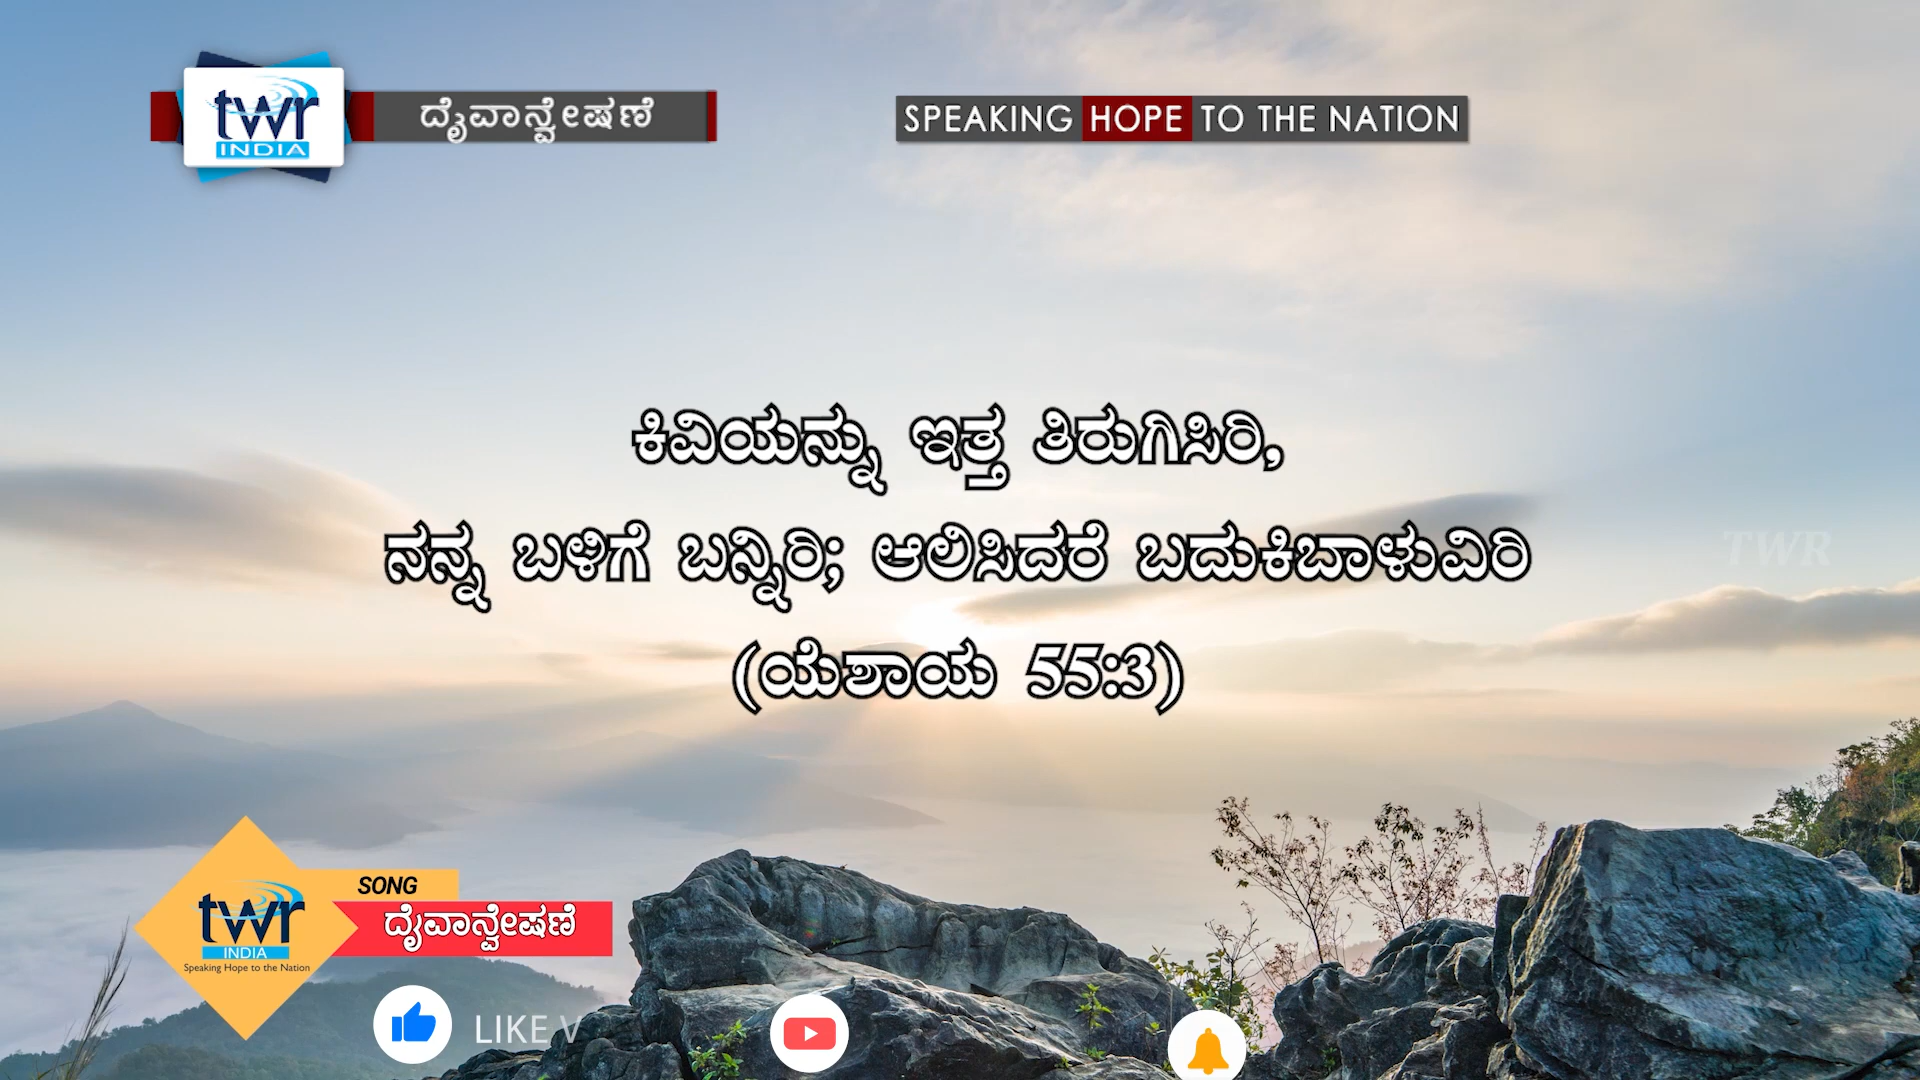 twr
INDIA
ದೈವಾನ್ವೇಷಣೆ
SPEAKING HOPE TO THE NATION
ಕಿವಿಯನ್ನು ಇತ್ತ ತಿರುಗಿಸಿರಿ,
ನನ್ನ ಬಳಿಗೆ ಬನ್ನಿರಿ; ಆಲಿಸಿದರೆ ಬದುಕಿಬಾಳುವಿರಿ
(ಯೆಶಾಯ 55:3)
TWR
SONG
ದೈವಾನ್ವೇಷಣೆ
twr
INDIA
Speaking Hope to the Nation
LIKE V